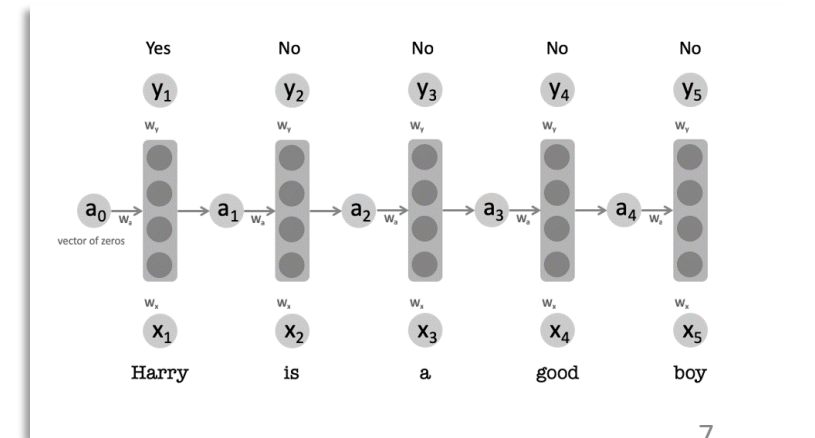 Yes No No No No
y1 y2 y3 y4 y5
Wy Wy Wy Wy Wy
a0 Wa a1 Wa a2 Wa a3 Wa a4 Wa
vector of zeros
Wx Wx Wx Wx Wx
x1 x2 x3 x4 x5
Harry is a good boy
7